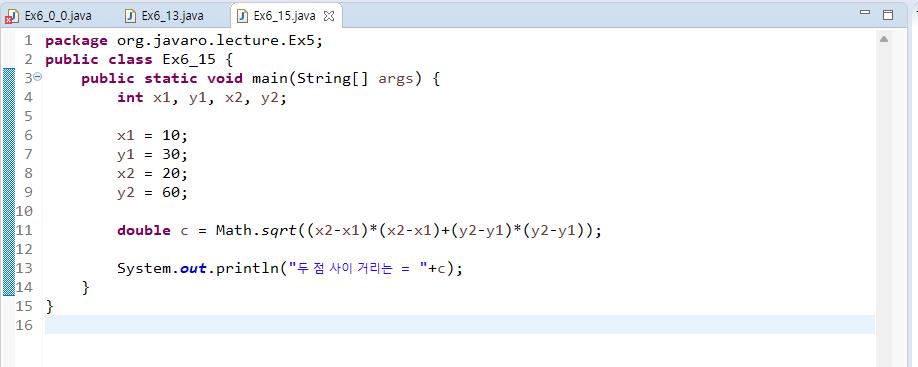 Ex6_0_0.java Ex6_13.java Ex6_15.java
1 package org.javaro.lecture.Ex5;
2 public class Ex6_15 {
3 public static void main(String[] args) {
4 int x1, y1, x2, y2;
5
6 x1 = 10;
7 y1 = 30;
8 x2 = 20;
9 y2 = 60;
10
11 double c = Math.sqrt((x2-x1)*(x2-x1)+(y2-y1)*(y2-y1));
12
13 System.out.println("두 점 사이 거리는 = "+c);
14 }
15 }
16